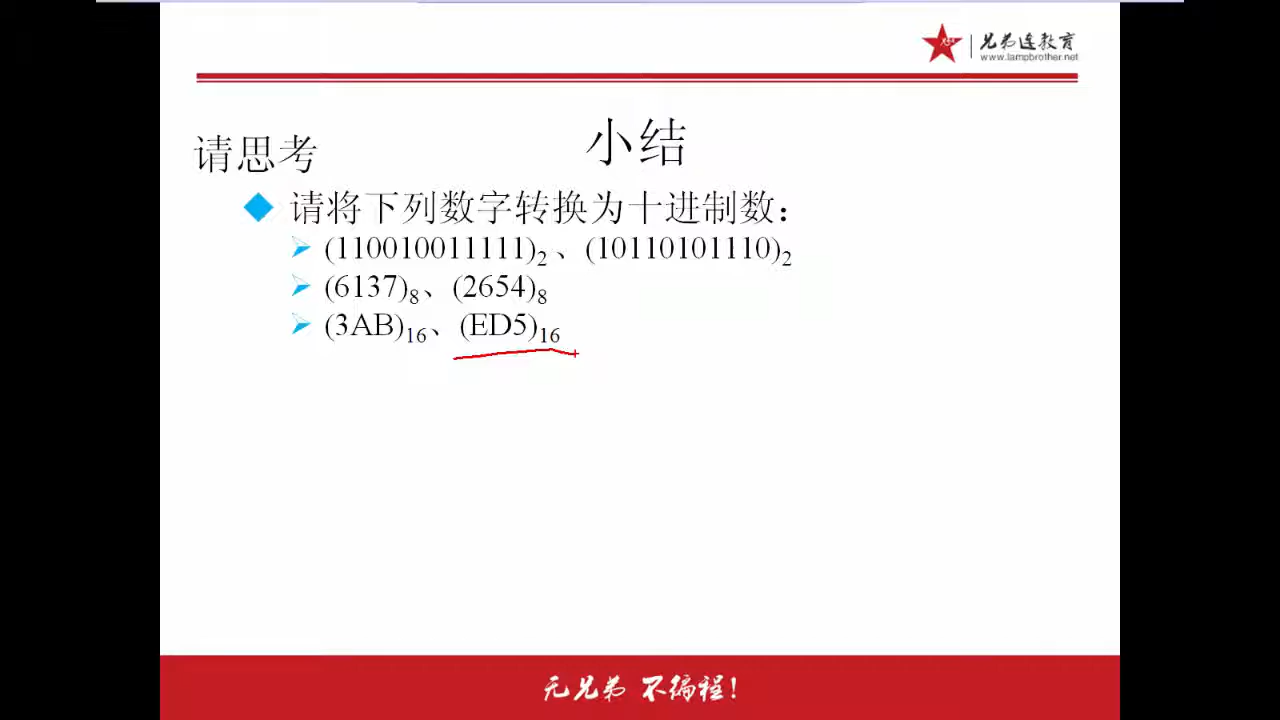 兄弟连教育
www.lampbrother.net
小结
请思考
请将下列数字转换为十进制数：
(110010011111)₂、(10110101110)₂
(6137)₈、(2654)₈
(3AB)₁₆、(ED5)₁₆
无兄弟 不编程！